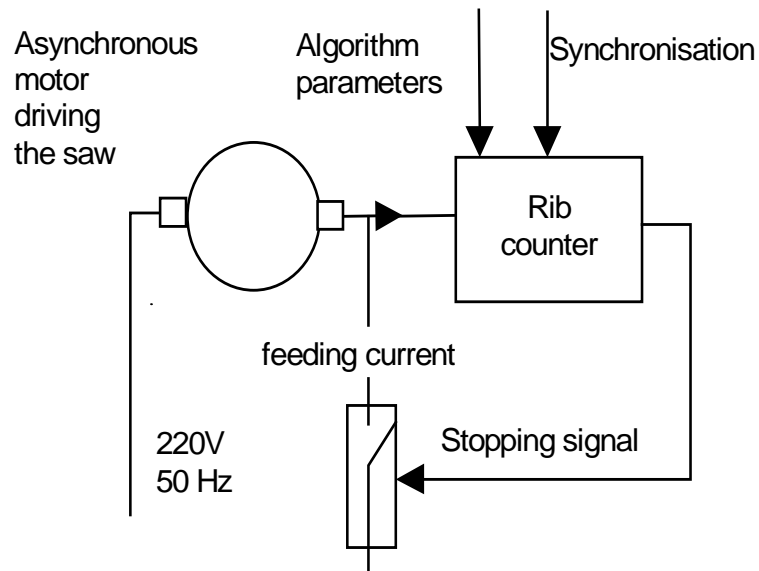 Asynchronous
motor
driving
the saw
Algorithm
parameters
Synchronisation
Rib
counter
feeding current
220V
50 Hz
Stopping signal